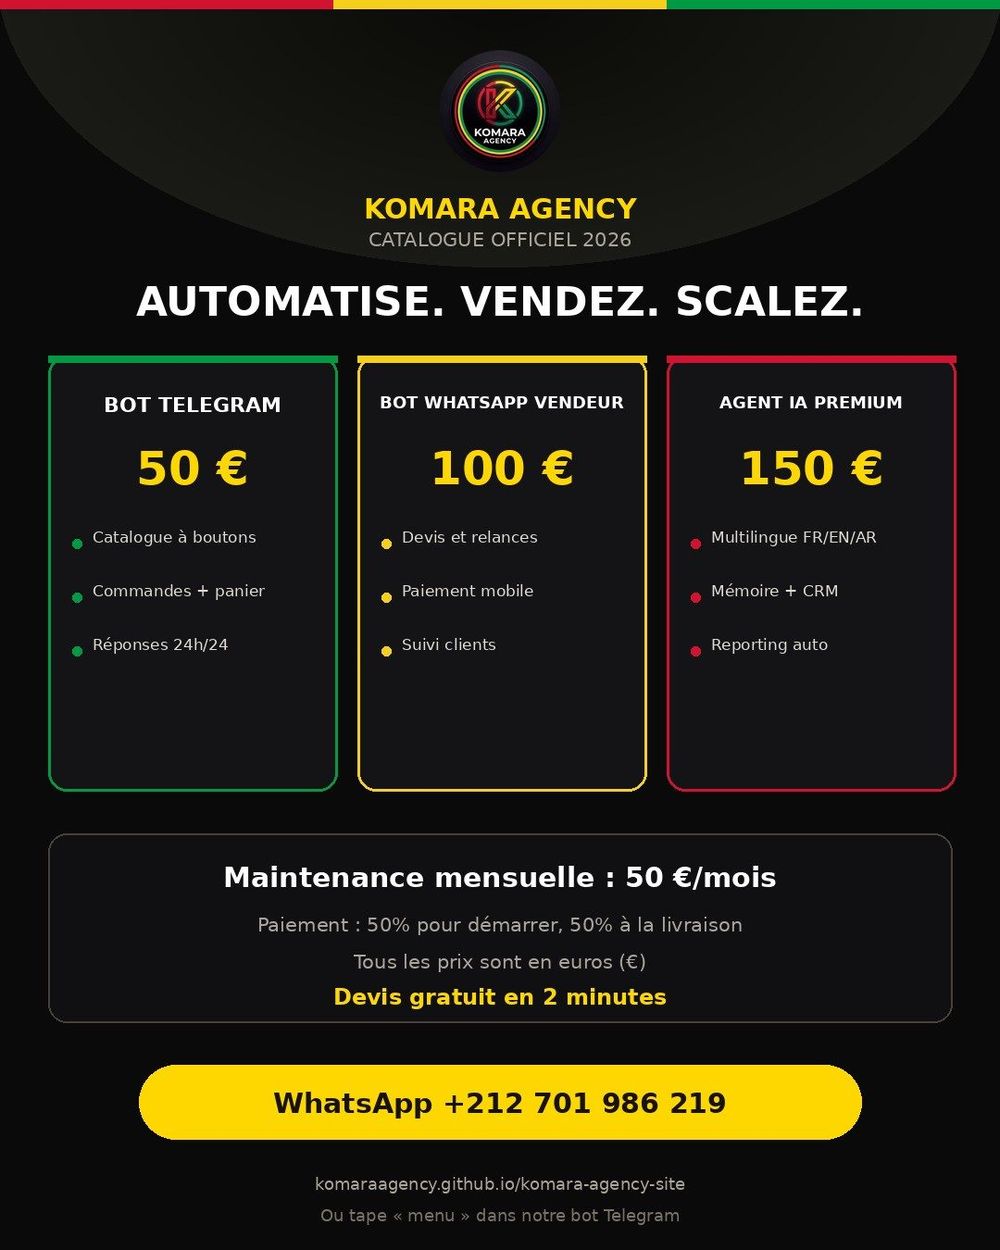 KOMARA
AGENCY
KOMARA AGENCY
CATALOGUE OFFICIEL 2026
AUTOMATISE. VENDEZ. SCALEZ.
BOT TELEGRAM
50 €
Catalogue à boutons
Commandes + panier
Réponses 24h/24
BOT WHATSAPP VENDEUR
100 €
Devis et relances
Paiement mobile
Suivi clients
AGENT IA PREMIUM
150 €
Multilingue FR/EN/AR
Mémoire + CRM
Reporting auto
Maintenance mensuelle : 50 €/mois
Paiement : 50% pour démarrer, 50% à la livraison
Tous les prix sont en euros (€)
Devis gratuit en 2 minutes
WhatsApp +212 701 986 219
komaraagency.github.io/komara-agency-site
Ou tape « menu » dans notre bot Telegram